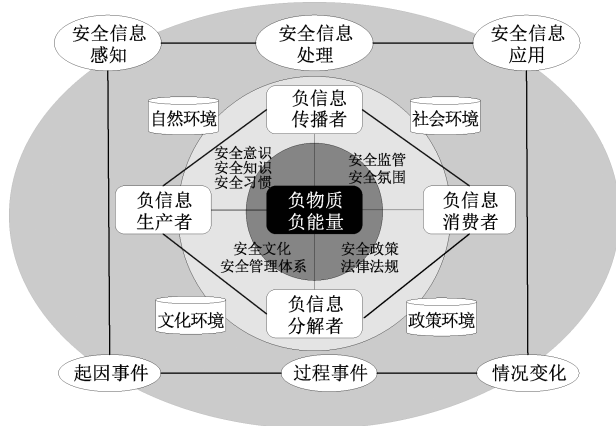 安全信息
感知
安全信息
处理
安全信息
应用
自然环境
负信息
传播者
社会环境
安全意识
安全知识
安全习惯
安全监管
安全氛围
负信息
生产者
负物质
负能量
负信息
消费者
安全文化
安全管理体系
安全政策
法律法规
文化环境
负信息
分解者
政策环境
起因事件
过程事件
情况变化